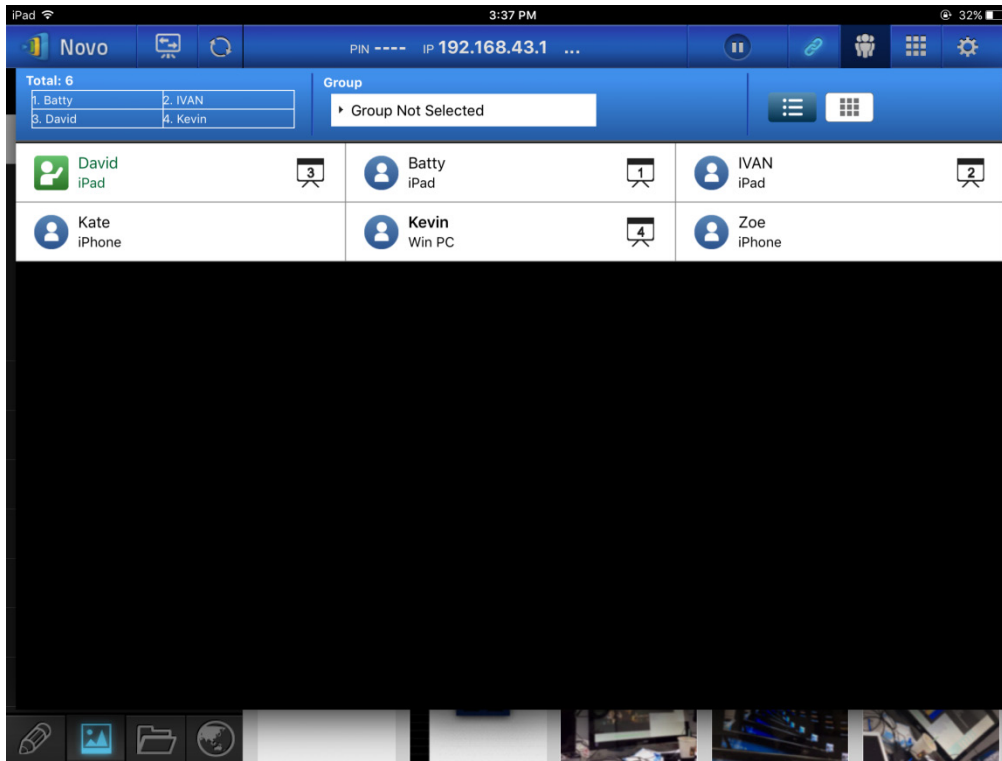 iPad 3:37 PM 32%
Novo PIN ---- IP 192.168.43.1 ...
Total: 6
Group
1. Batty 2. IVAN
3. David 4. Kevin
Group Not Selected
David
iPad
3
Batty
iPad
1
IVAN
iPad
2
Kate
iPhone
Kevin
Win PC
4
Zoe
iPhone